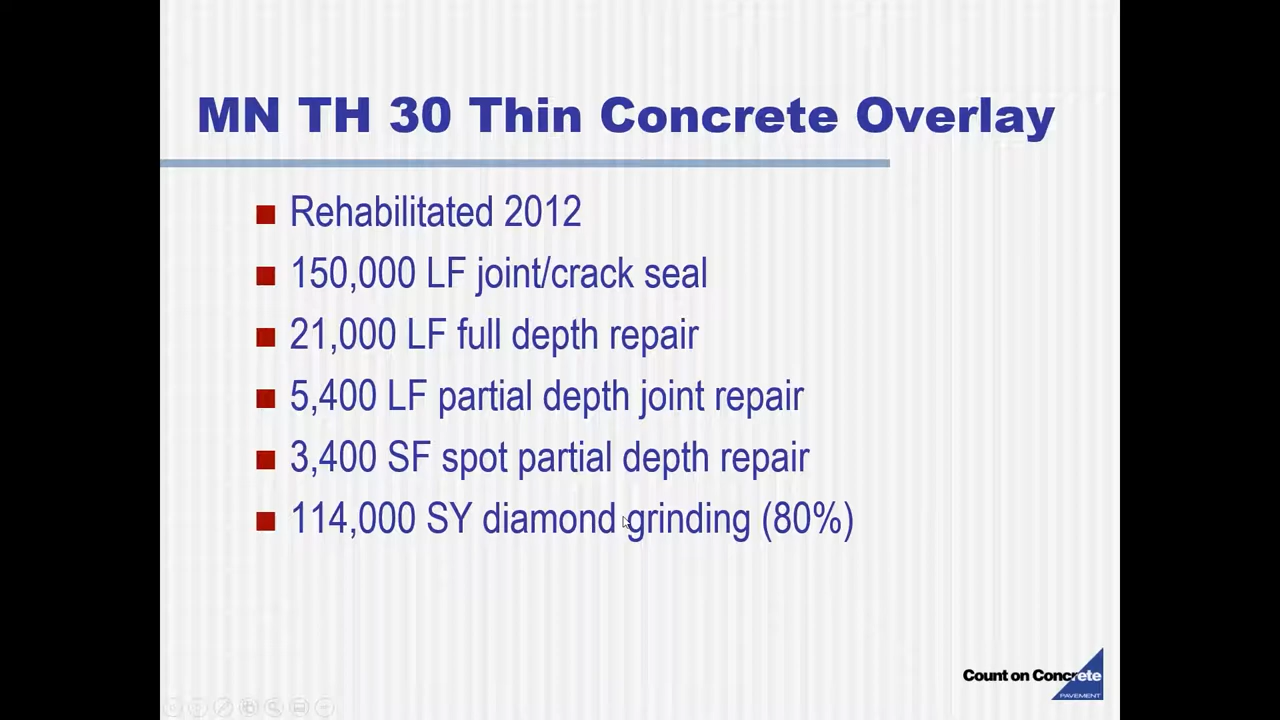 MN TH 30 Thin Concrete Overlay
Rehabilitated 2012
150,000 LF joint/crack seal
21,000 LF full depth repair
5,400 LF partial depth joint repair
3,400 SF spot partial depth repair
114,000 SY diamond grinding (80%)
Count on Concrete
PAVEMENT